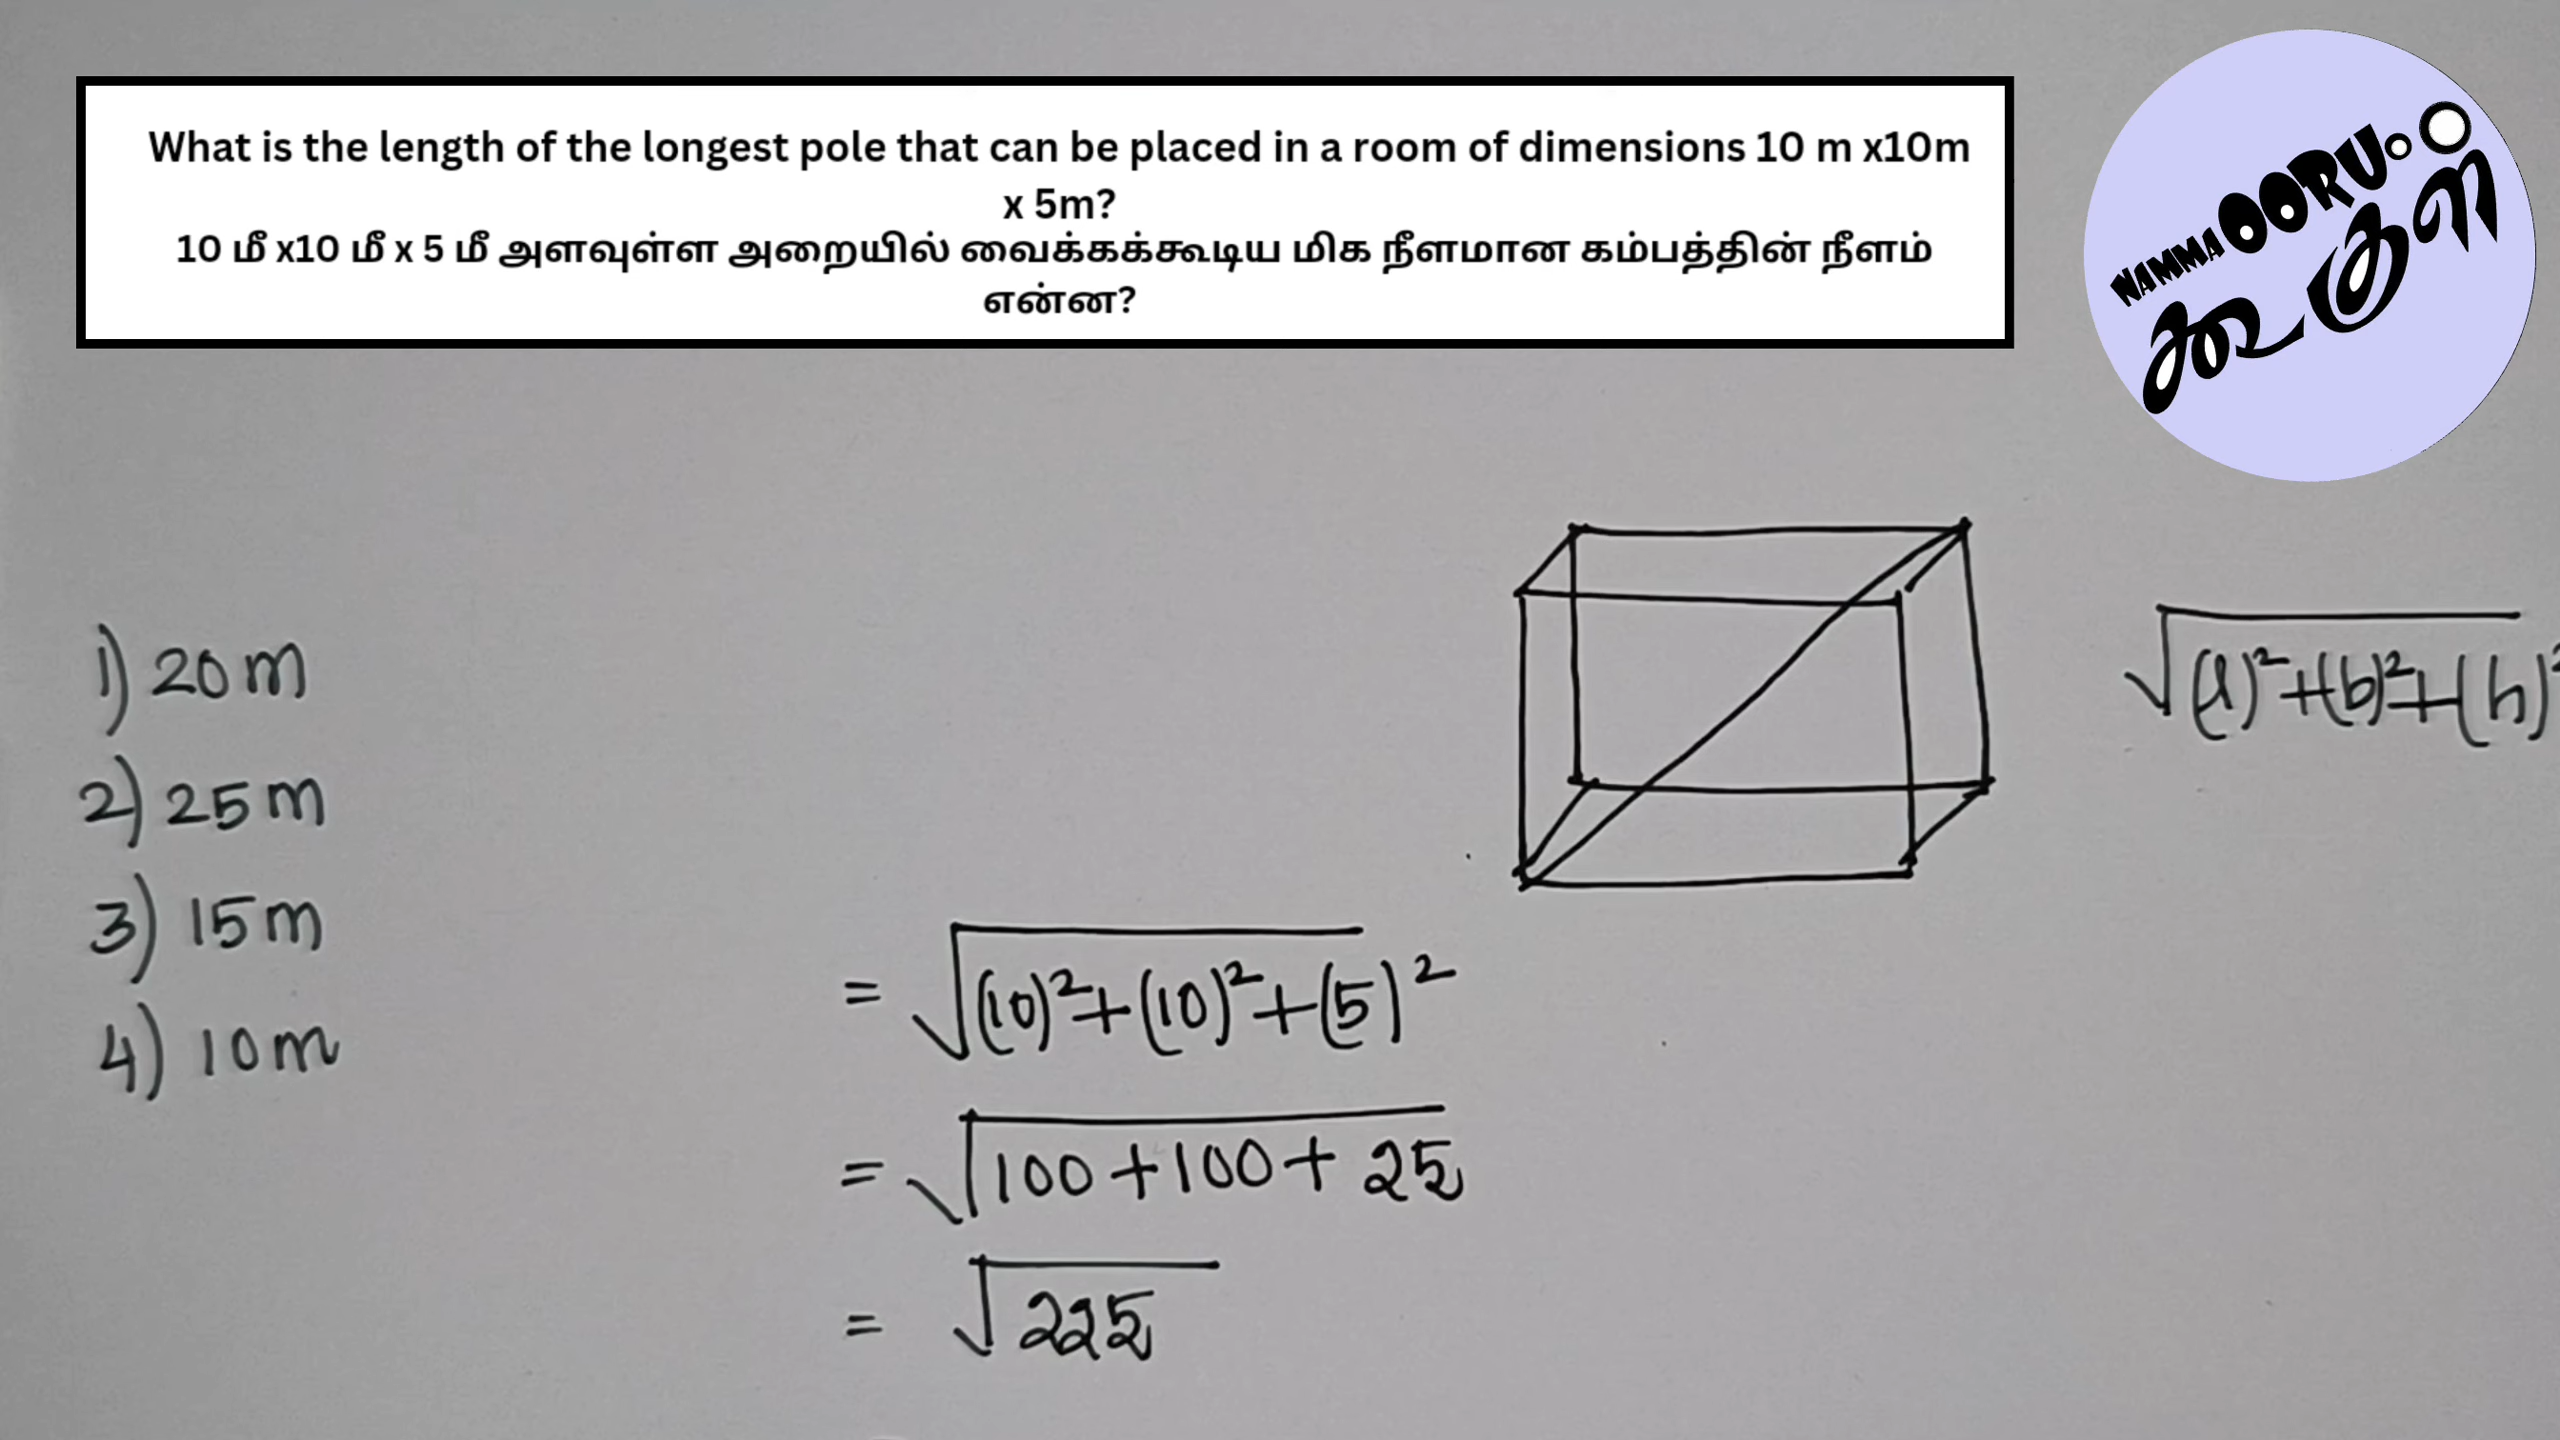 What is the length of the longest pole that can be placed in a room of dimensions 10 m x10m
x 5m?
10 மீ x10 மீ x 5 மீ அளவுள்ள அறையில் வைக்கக்கூடிய மிக நீளமான கம்பத்தின் நீளம்
என்ன?
NAMMA OORU
1) 20 m
2) 25 m
3) 15 m
4) 10 m
√(l)²+(b)²+(h)²
= √(10)²+(10)²+(5)²
= √100+100+25
= √225